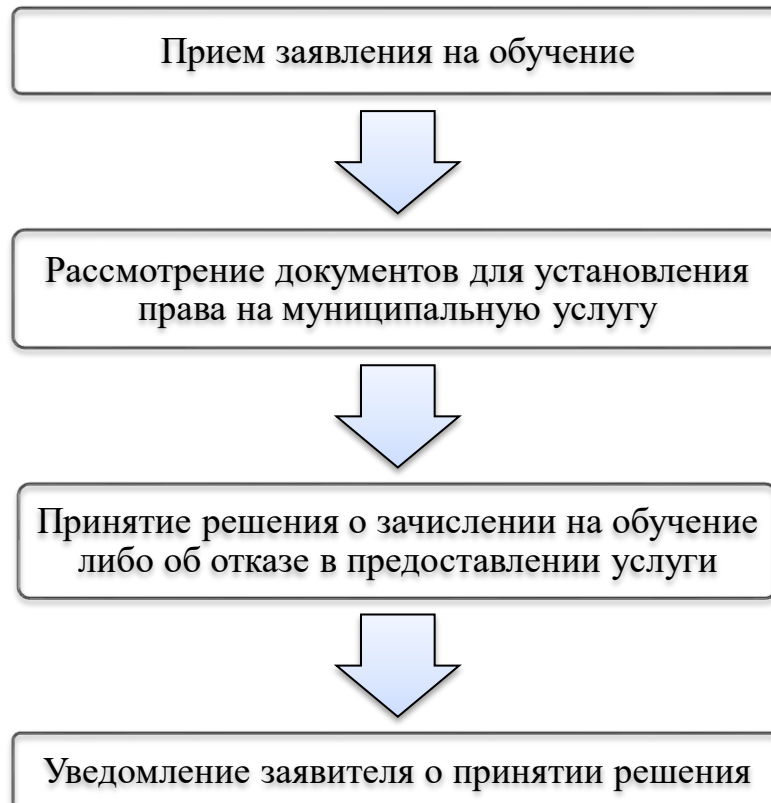 Прием заявления на обучение
Рассмотрение документов для установления
права на муниципальную услугу
Принятие решения о зачислении на обучение
либо об отказе в предоставлении услуги
Уведомление заявителя о принятии решения